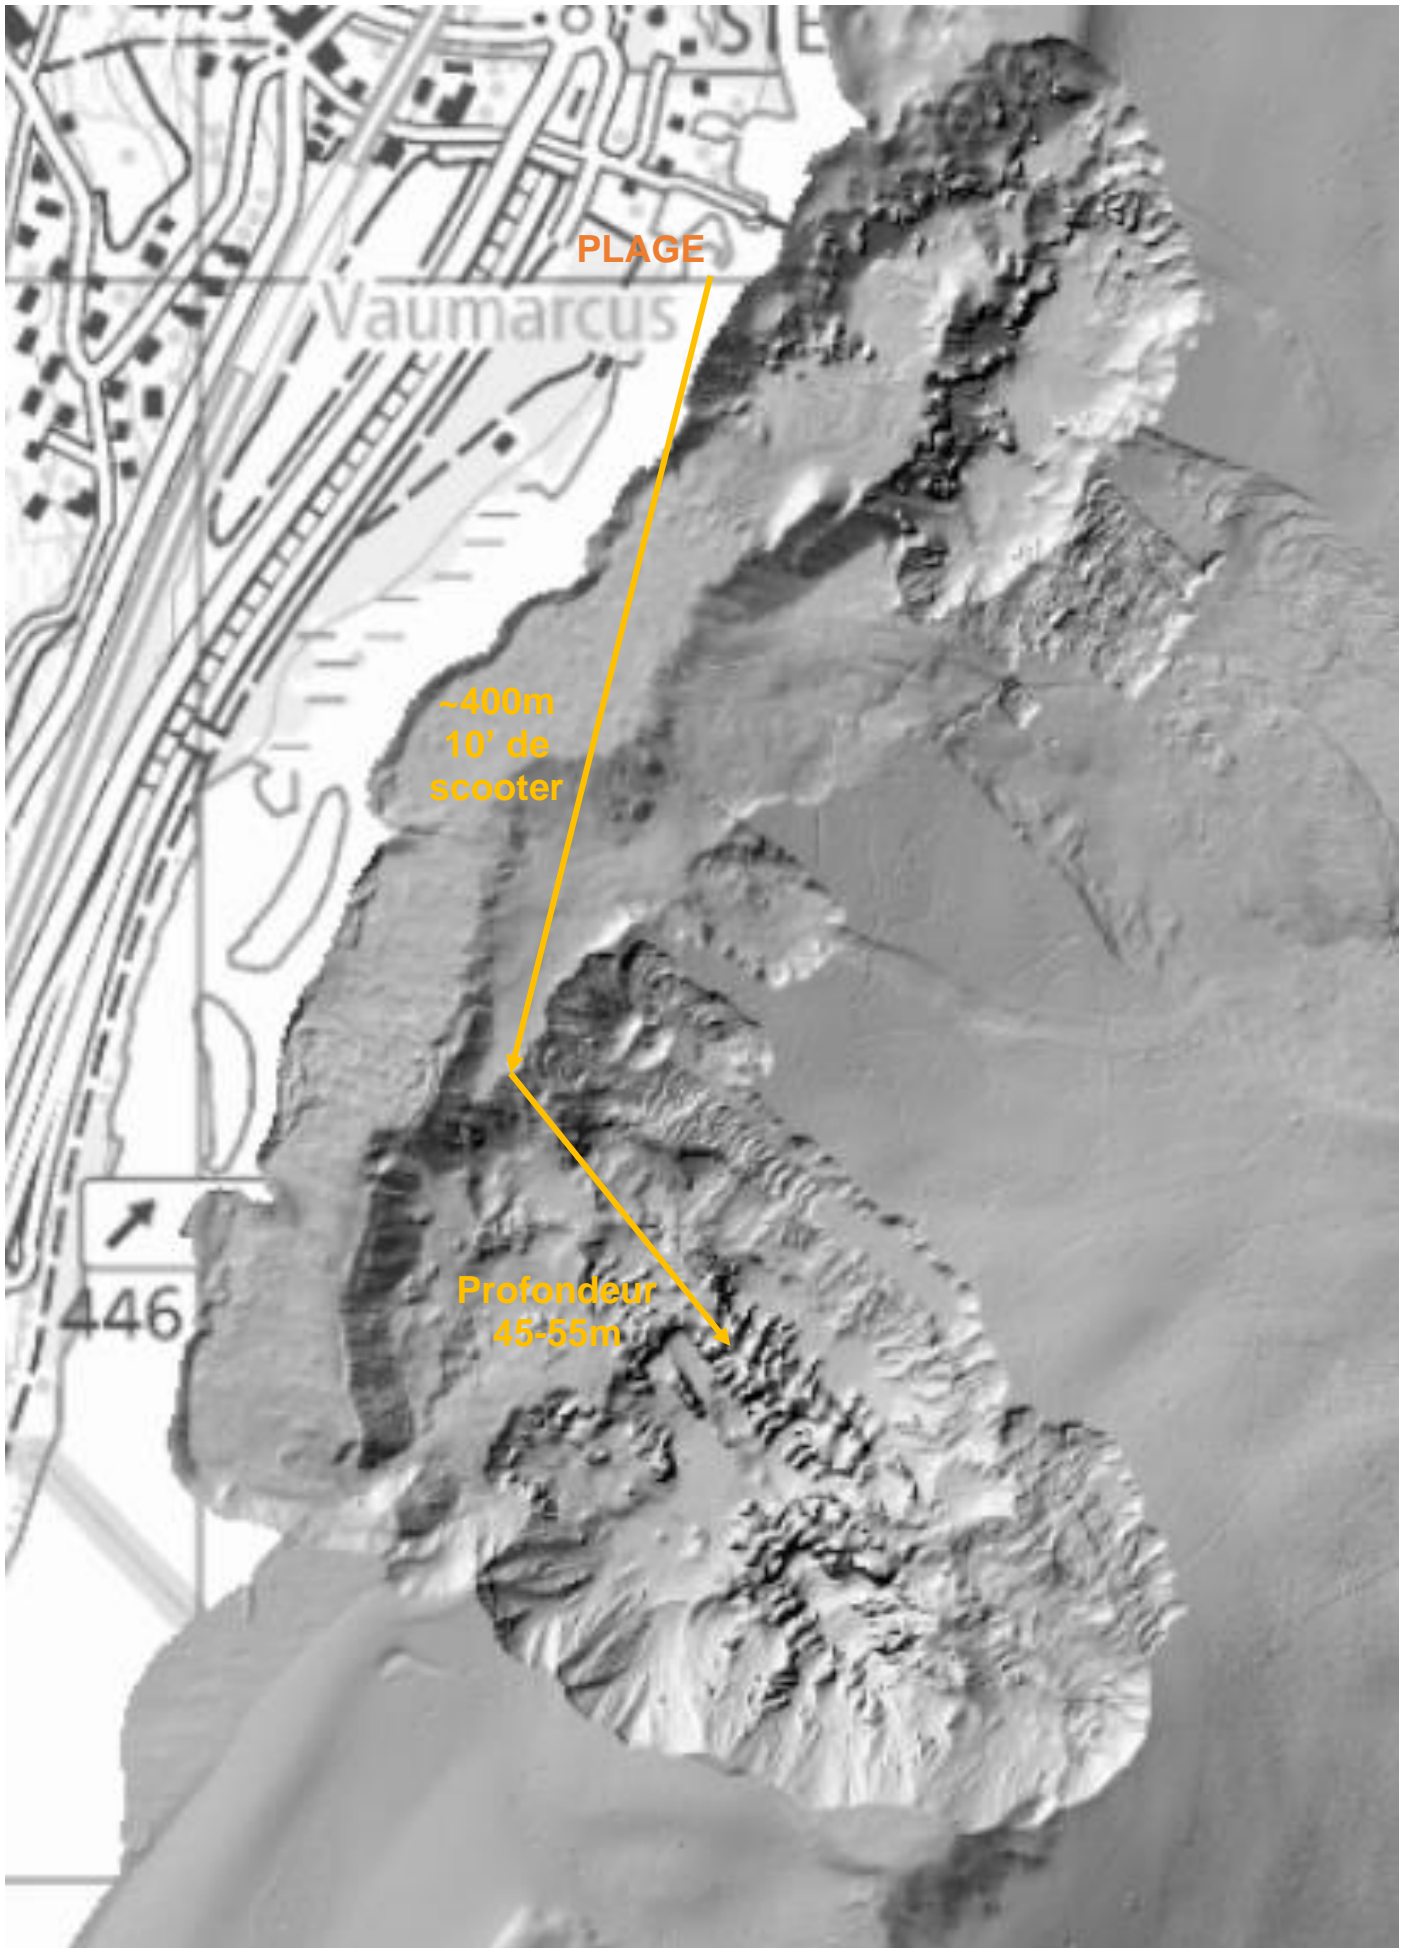 PLAGE
Vaumarcus
~400m
10' de
scooter
Profondeur
45-55m
446